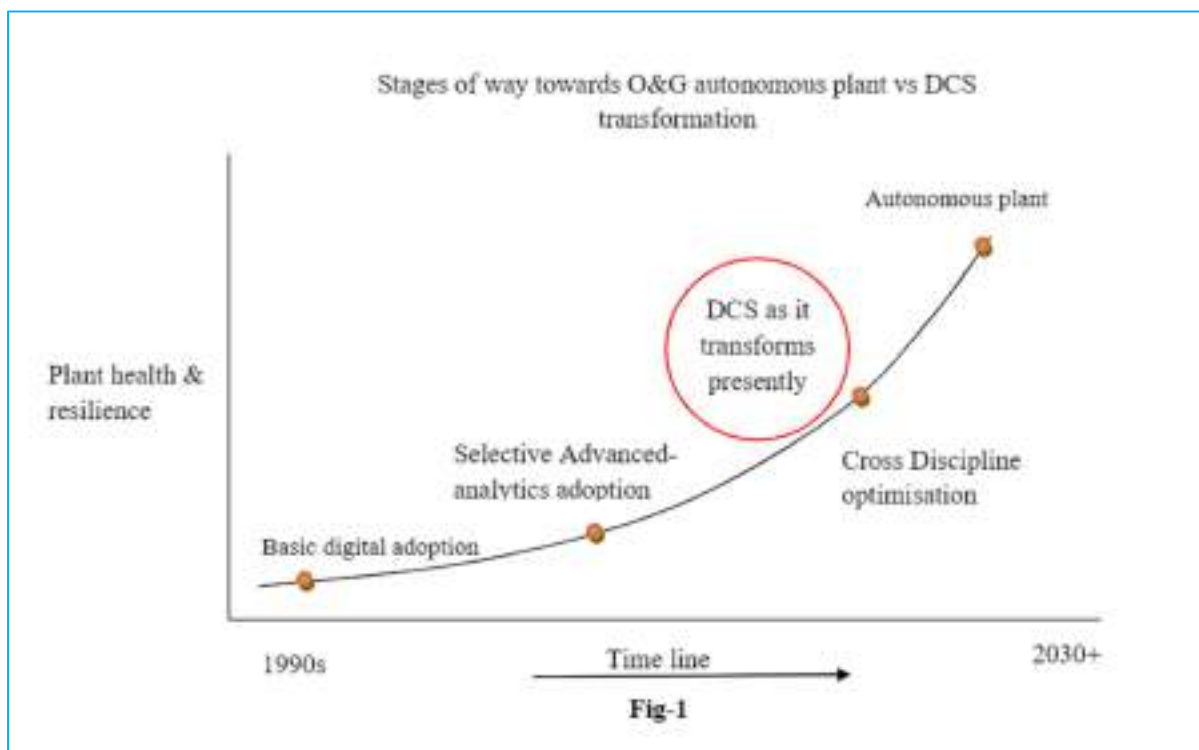 Stages of way towards O&G autonomous plant vs DCS
transformation
Autonomous plant
DCS as it
transforms
presently
Plant health &
resilience
Selective Advanced-
analytics adoption
Cross Discipline
optimisation
Basic digital adoption
1990s
Time line
2030+
Fig-1